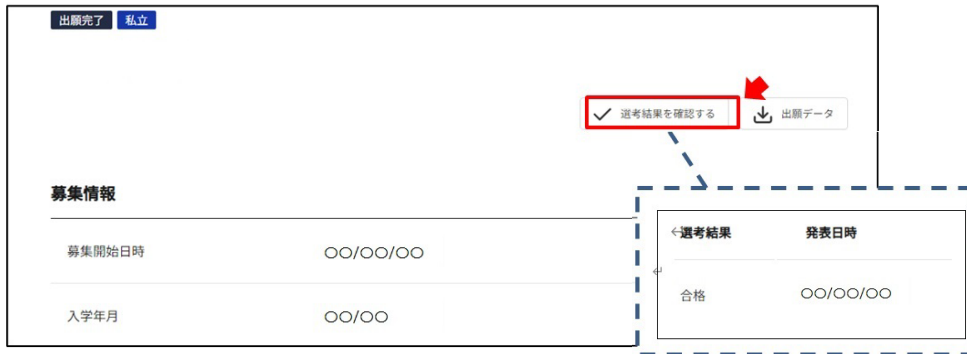 出願完了 私立
選考結果を確認する 出願データ
募集情報
募集開始日時 〇〇/〇〇/〇〇
入学年月 〇〇/〇〇
←選考結果 発表日時
↵
合格 〇〇/〇〇/〇〇